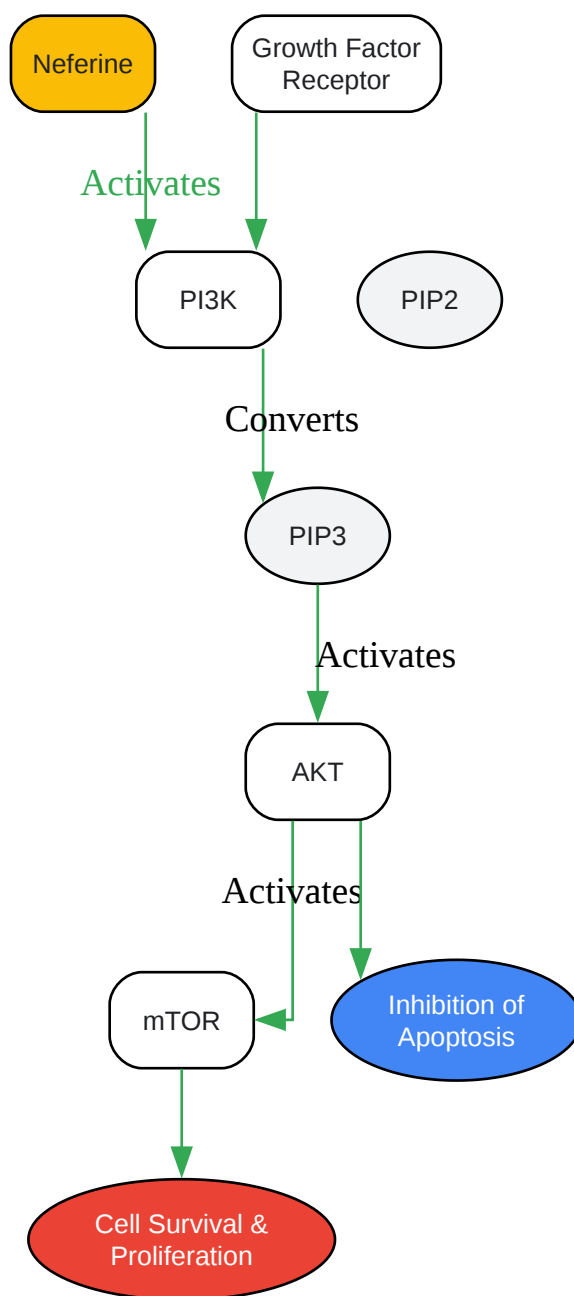 Neferine
Growth Factor
Receptor
Activates
PI3K
PIP2
Converts
PIP3
Activates
AKT
Activates
mTOR
Inhibition of
Apoptosis
Cell Survival &
Proliferation